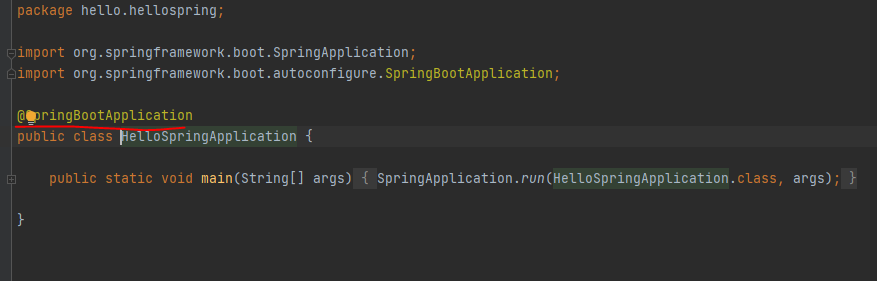 package hello.hellospring;
import org.springframework.boot.SpringApplication;
import org.springframework.boot.autoconfigure.SpringBootApplication;
@SpringBootApplication
public class HelloSpringApplication {
public static void main(String[] args) { SpringApplication.run(HelloSpringApplication.class, args); }
}